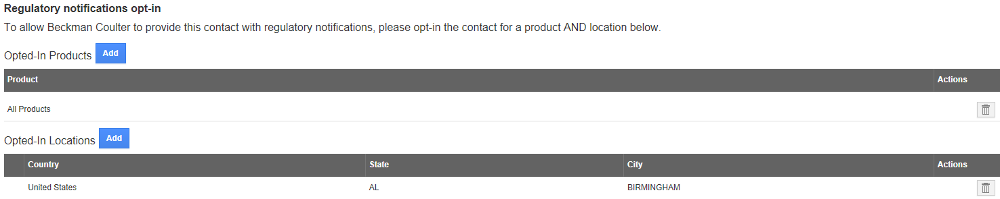 Regulatory notifications opt-in
To allow Beckman Coulter to provide this contact with regulatory notifications, please opt-in the contact for a product AND location below.
Opted-In Products Add
Product Actions
All Products
Opted-In Locations Add
Country State City Actions
United States AL BIRMINGHAM